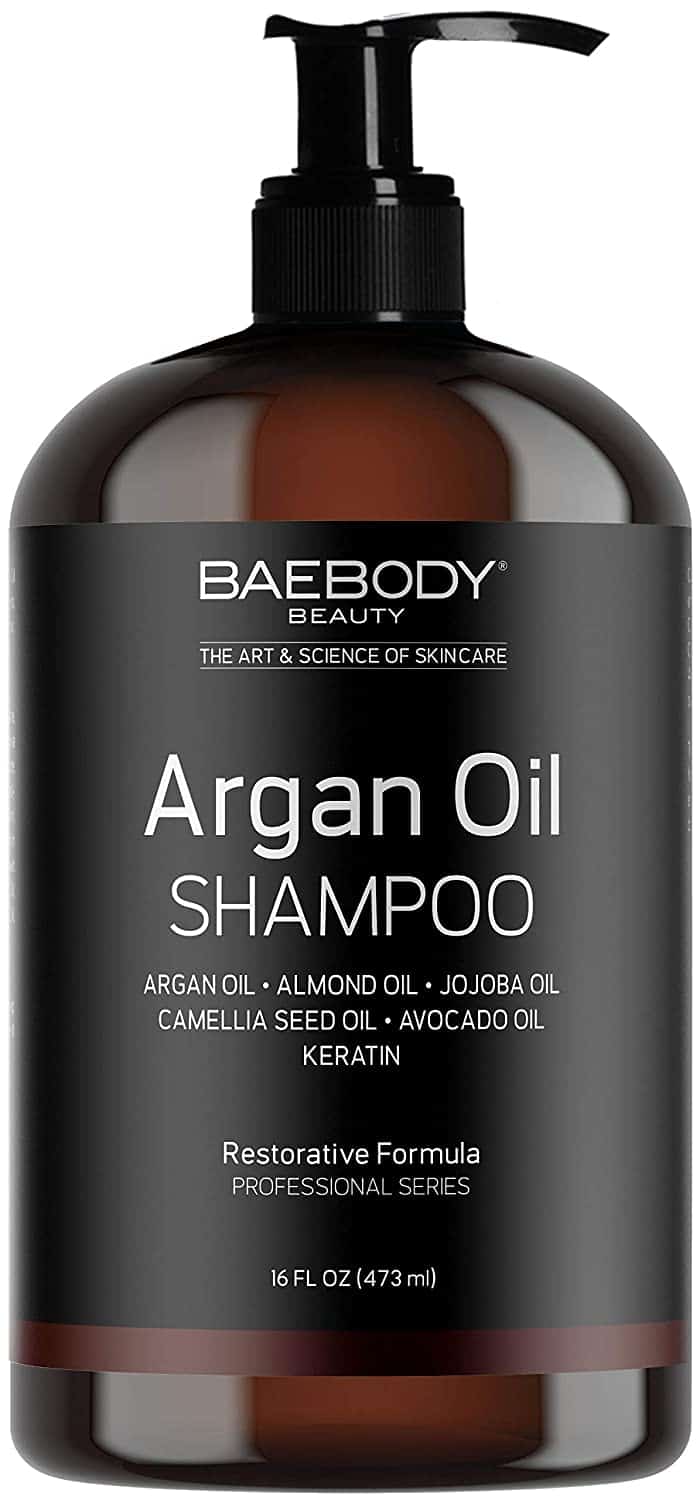 BAEBODY®
BEAUTY
THE ART & SCIENCE OF SKINCARE
Argan Oil
SHAMPOO
ARGAN OIL • ALMOND OIL • JOJOBA OIL
CAMELLIA SEED OIL • AVOCADO OIL
KERATIN
Restorative Formula
PROFESSIONAL SERIES
16 FL OZ (473 ml)